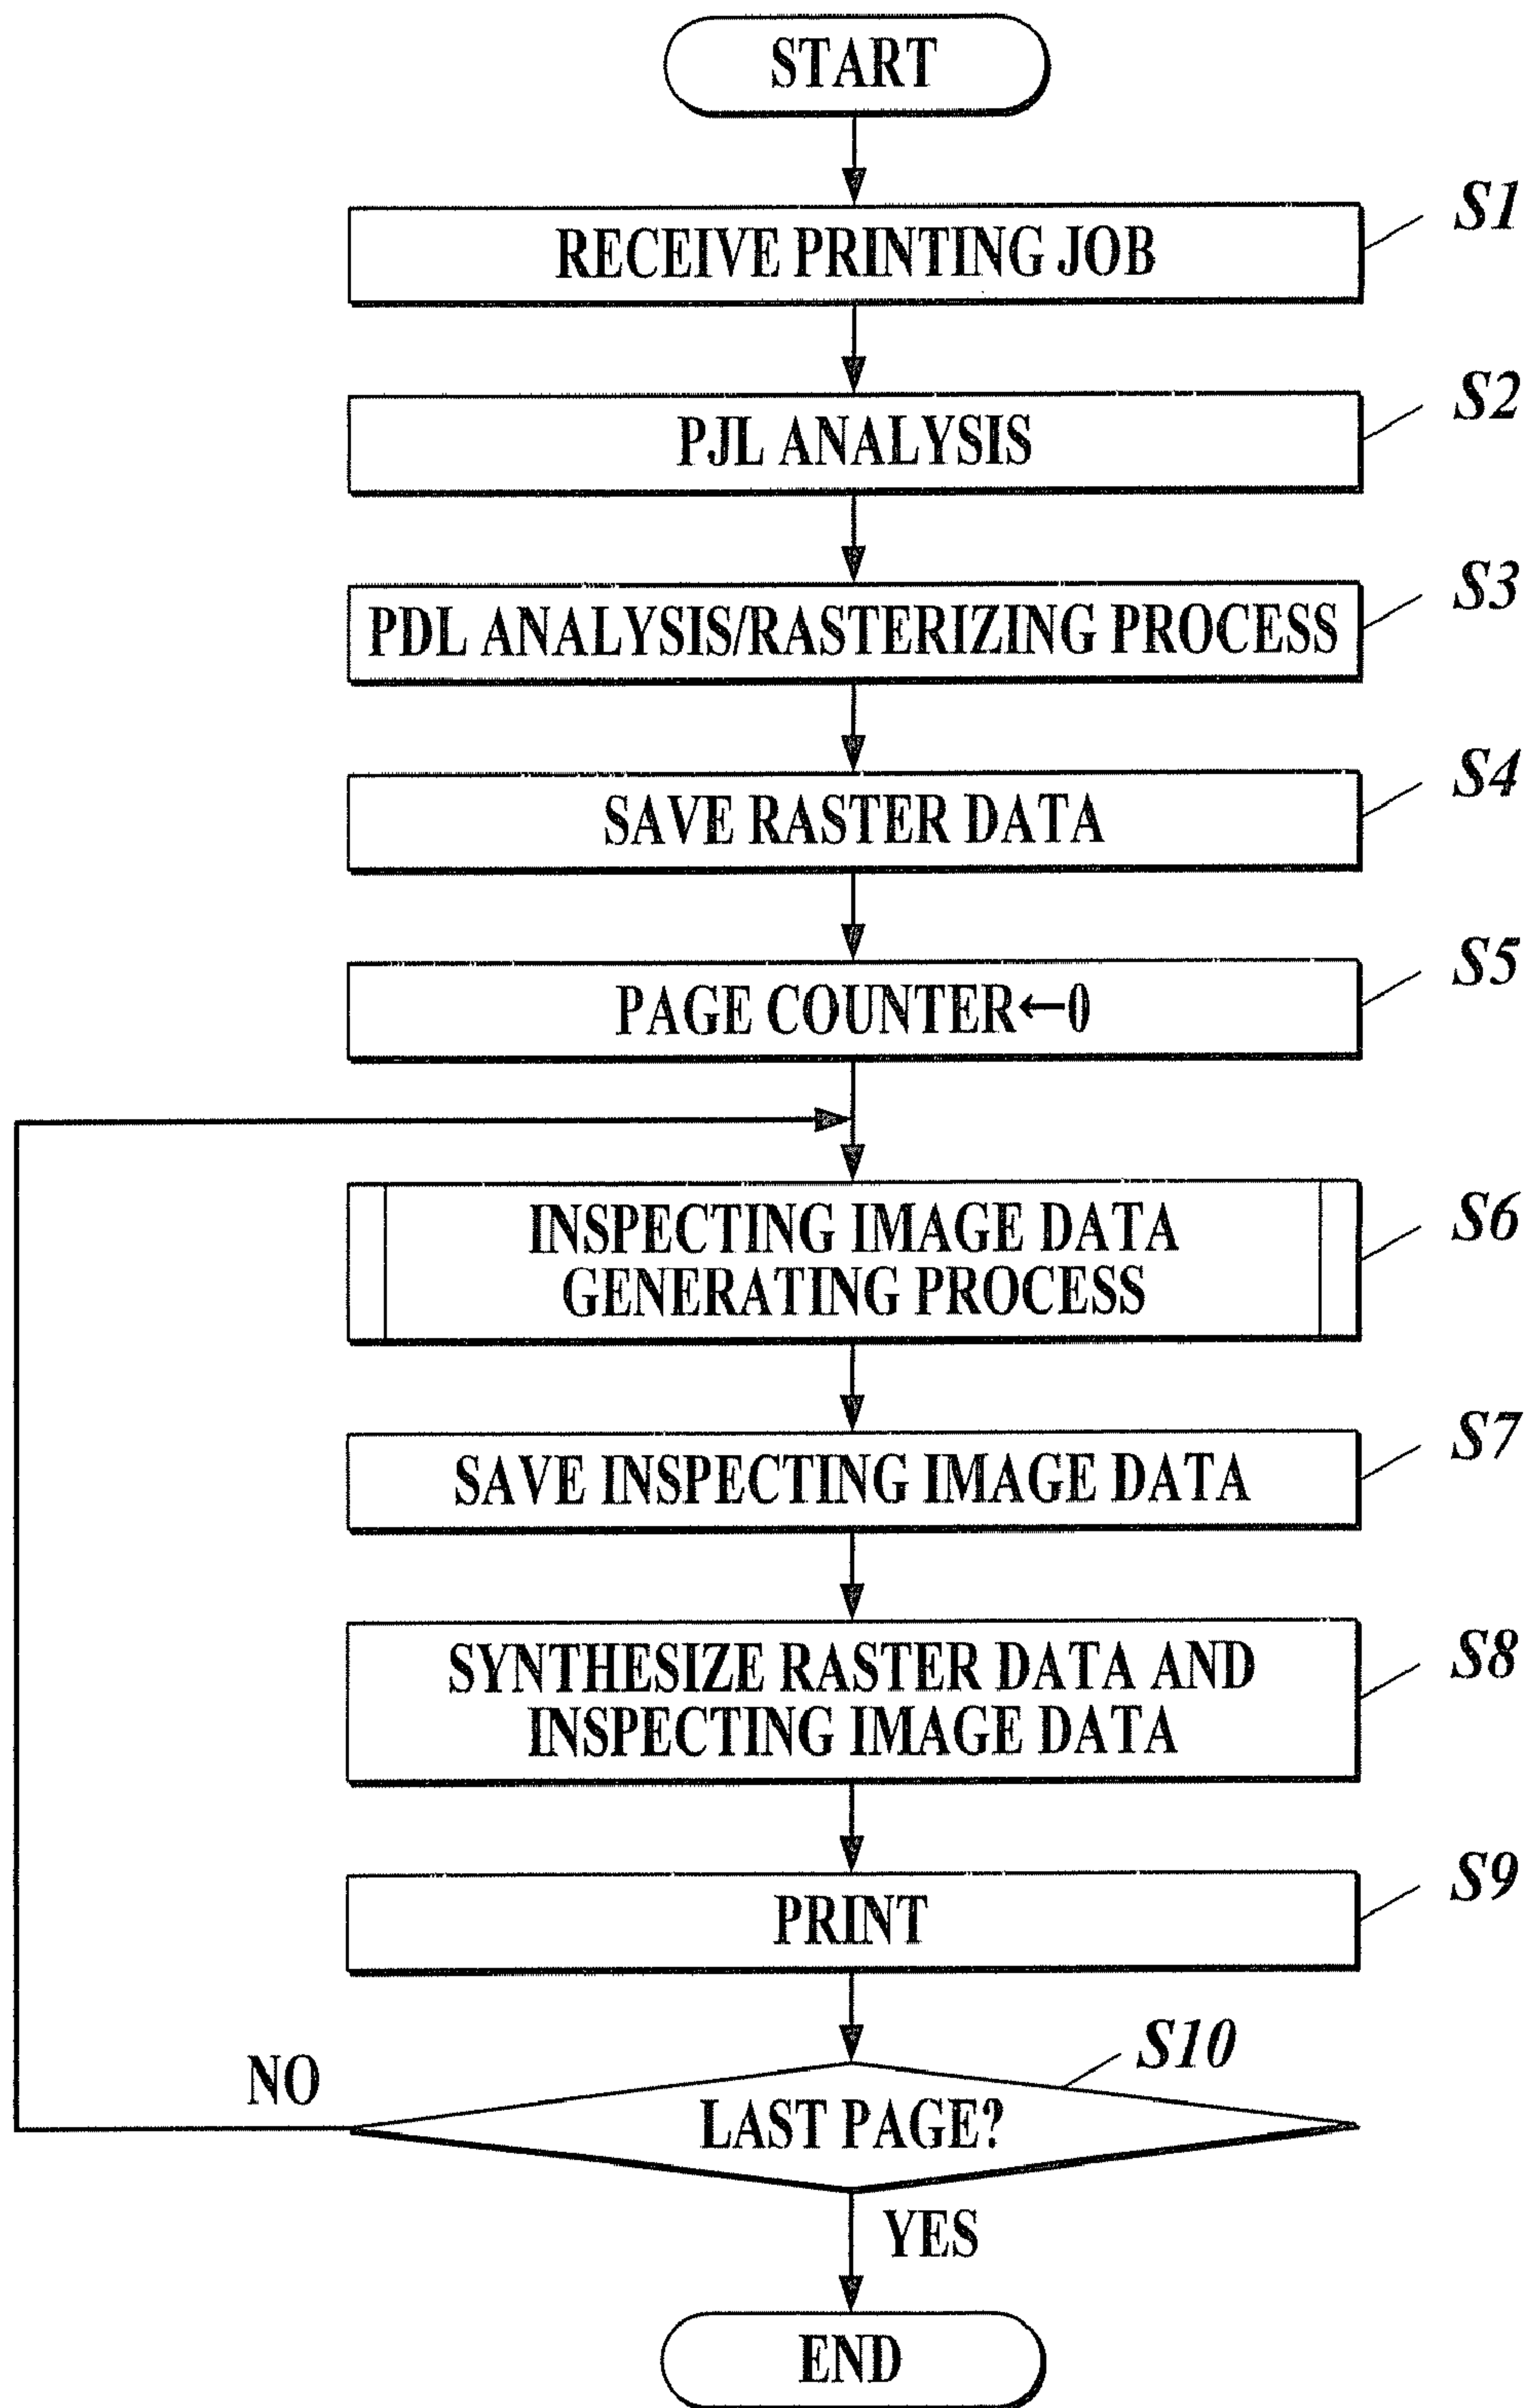 START
RECEIVE PRINTING JOB
S1
PJL ANALYSIS
S2
PDL ANALYSIS/RASTERIZING PROCESS
S3
SAVE RASTER DATA
S4
PAGE COUNTER←0
S5
INSPECTING IMAGE DATA
GENERATING PROCESS
S6
SAVE INSPECTING IMAGE DATA
S7
SYNTHESIZE RASTER DATA AND
INSPECTING IMAGE DATA
S8
PRINT
S9
LAST PAGE?
S10
NO
YES
END